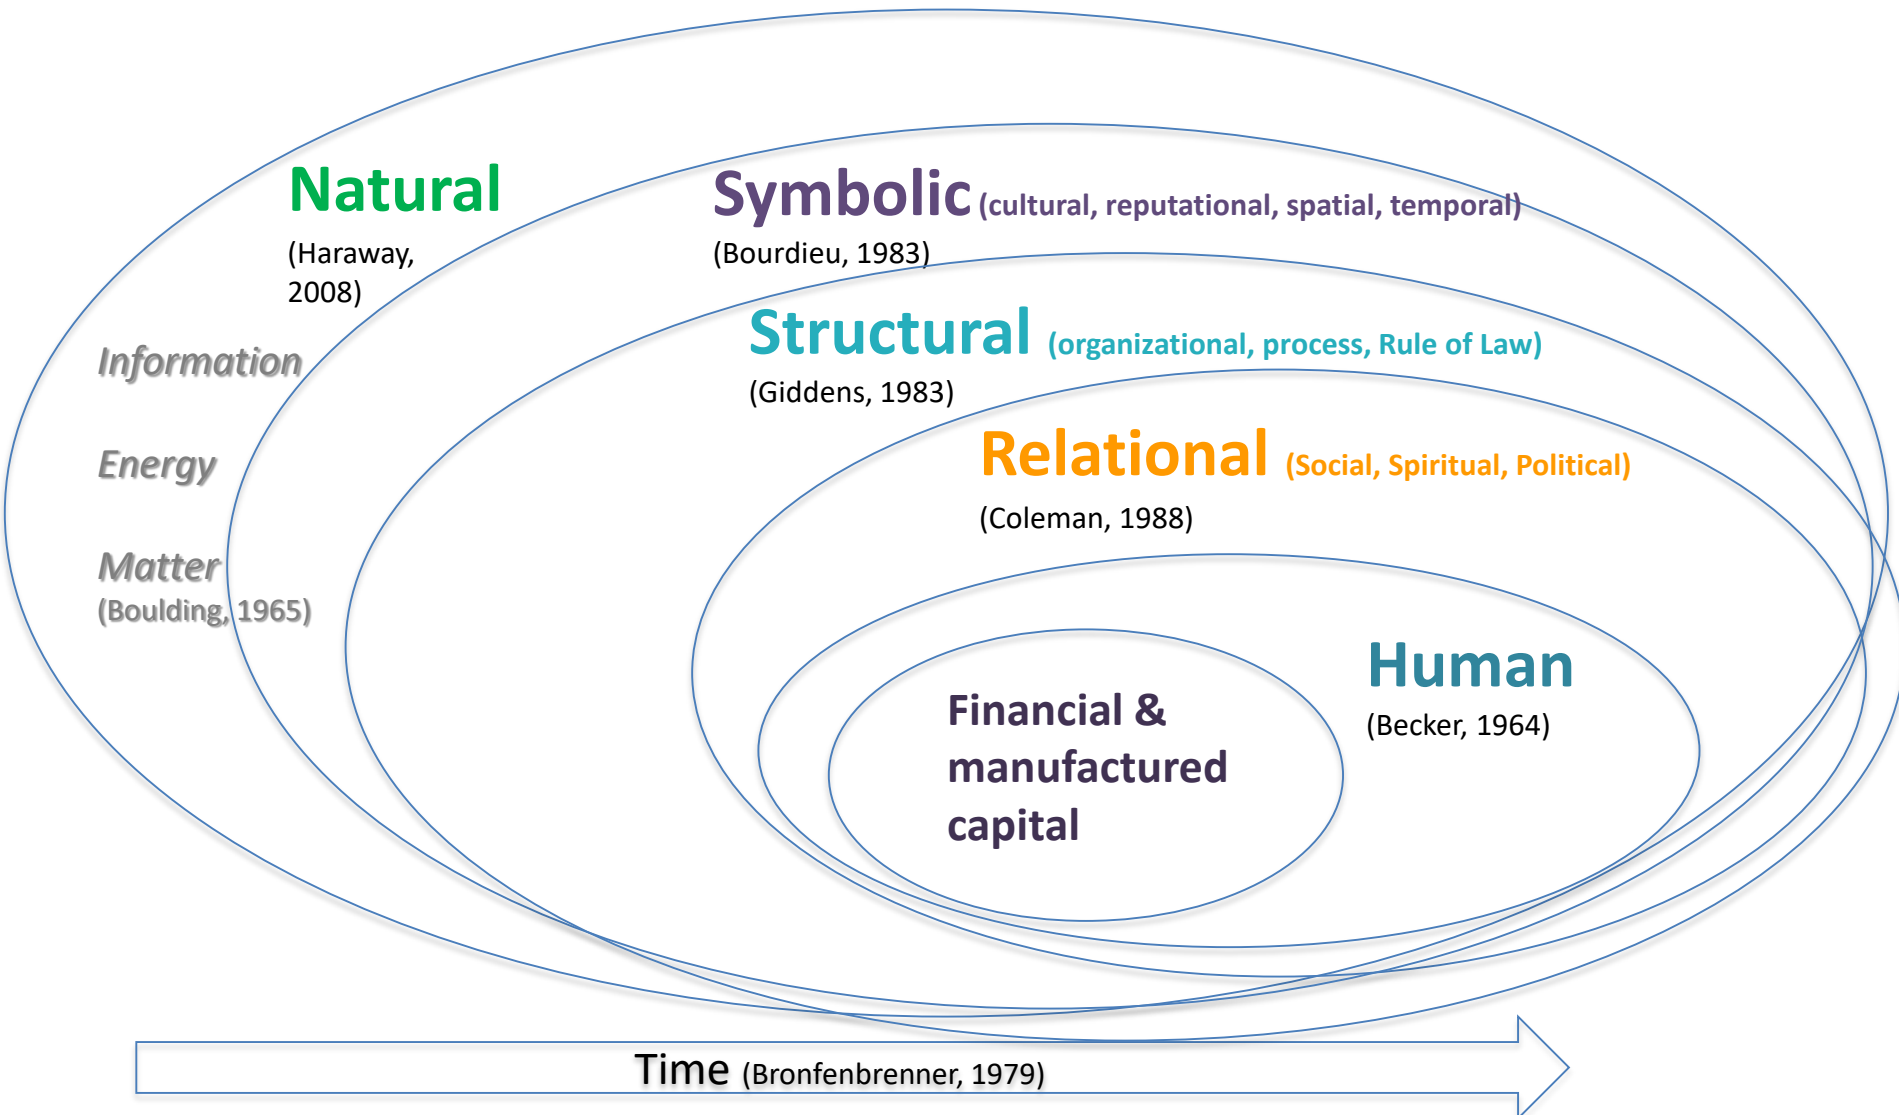 Natural
(Haraway,
2008)
Symbolic (cultural, reputational, spatial, temporal)
(Bourdieu, 1983)
Information
Structural (organizational, process, Rule of Law)
(Giddens, 1983)
Energy
Relational (Social, Spiritual, Political)
(Coleman, 1988)
Matter
(Boulding, 1965)
Human
(Becker, 1964)
Financial &
manufactured
capital
Time (Bronfenbrenner, 1979)